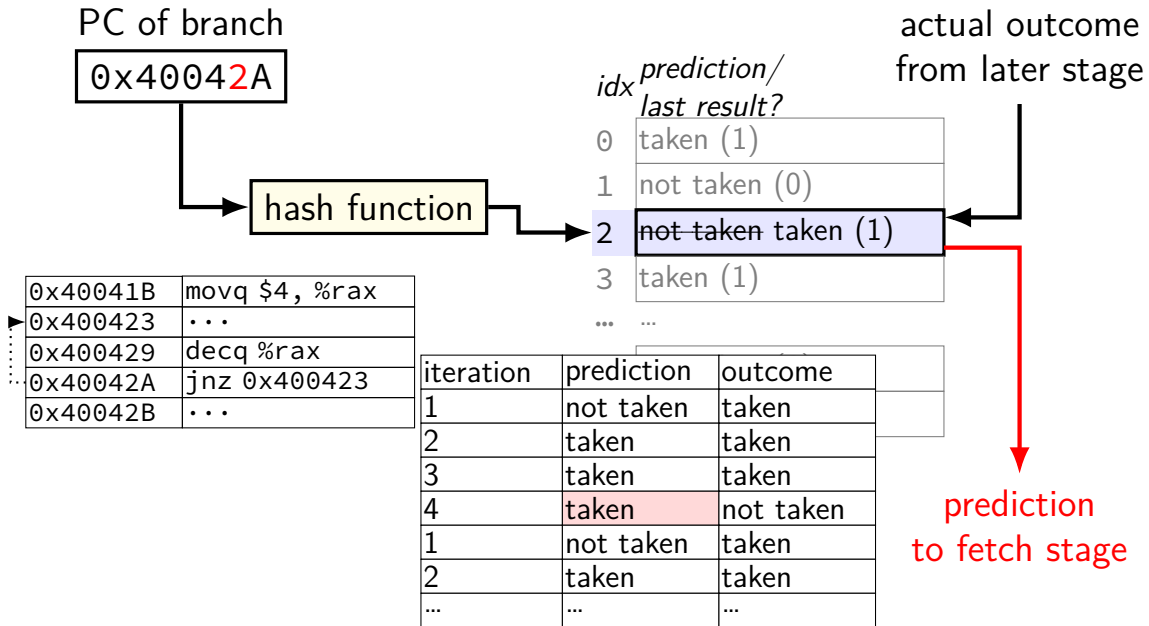 PC of branch
0x40042A
hash function
idx prediction/
last result?
0 taken (1)
1 not taken (0)
2 not taken taken (1)
3 taken (1)
… …
actual outcome
from later stage
prediction
to fetch stage
0x40041B movq $4, %rax
0x400423 ...
0x400429 decq %rax
0x40042A jnz 0x400423
0x40042B ...
iteration prediction outcome
1 not taken taken
2 taken taken
3 taken taken
4 taken not taken
1 not taken taken
2 taken taken
… … …